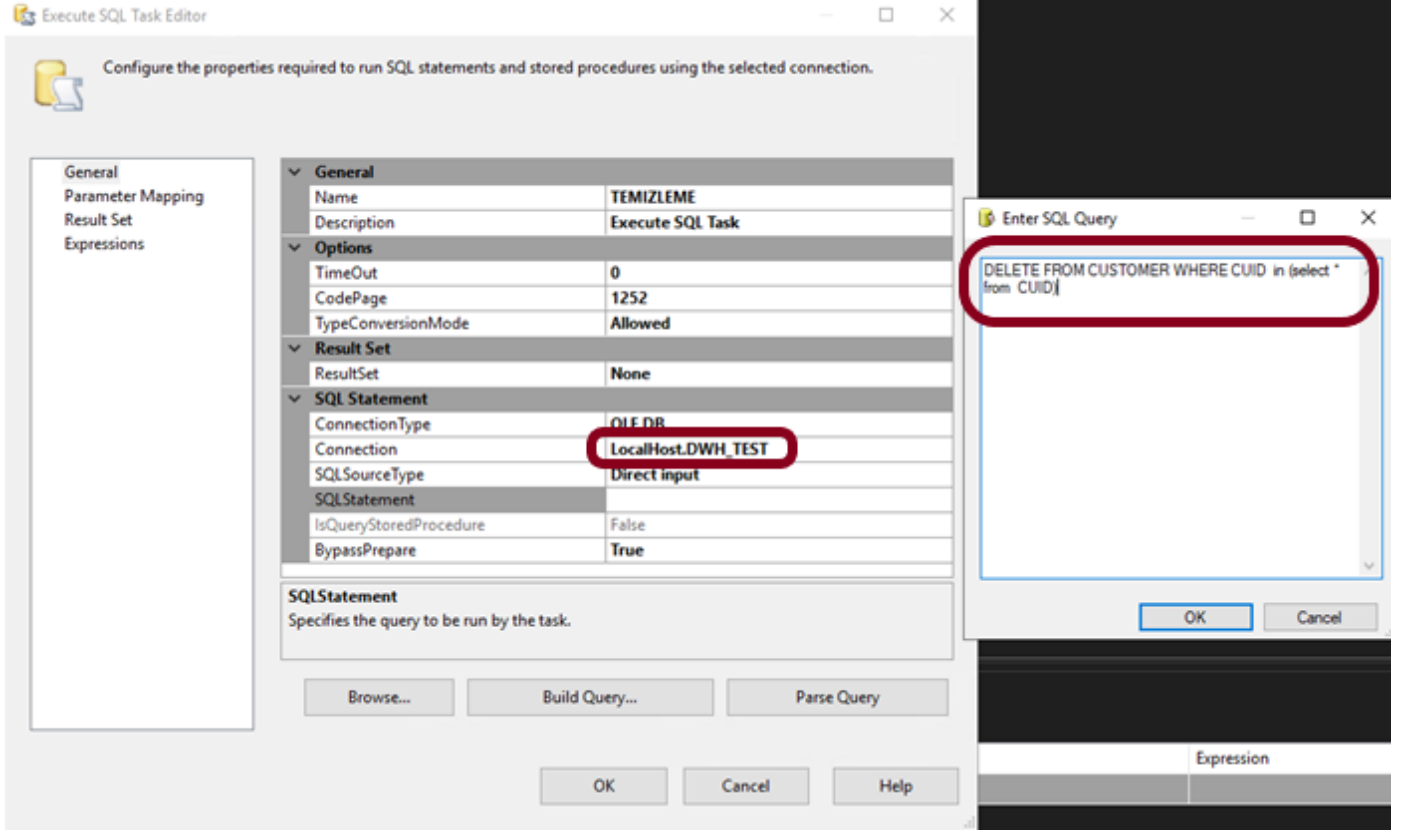 Execute SQL Task Editor
Configure the properties required to run SQL statements and stored procedures using the selected connection.
General
Parameter Mapping
Result Set
Expressions
General
Name TEMIZLEME
Description Execute SQL Task
Options
TimeOut 0
CodePage 1252
TypeConversionMode Allowed
Result Set
ResultSet None
SQL Statement
ConnectionType OLE DB
Connection LocalHost.DWH_TEST
SQLSourceType Direct input
SQLStatement
IsQueryStoredProcedure False
BypassPrepare True
SQLStatement
Specifies the query to be run by the task.
Browse... Build Query... Parse Query
OK Cancel Help
Enter SQL Query
DELETE FROM CUSTOMER WHERE CUID in (select *
from CUID)
OK Cancel
Expression